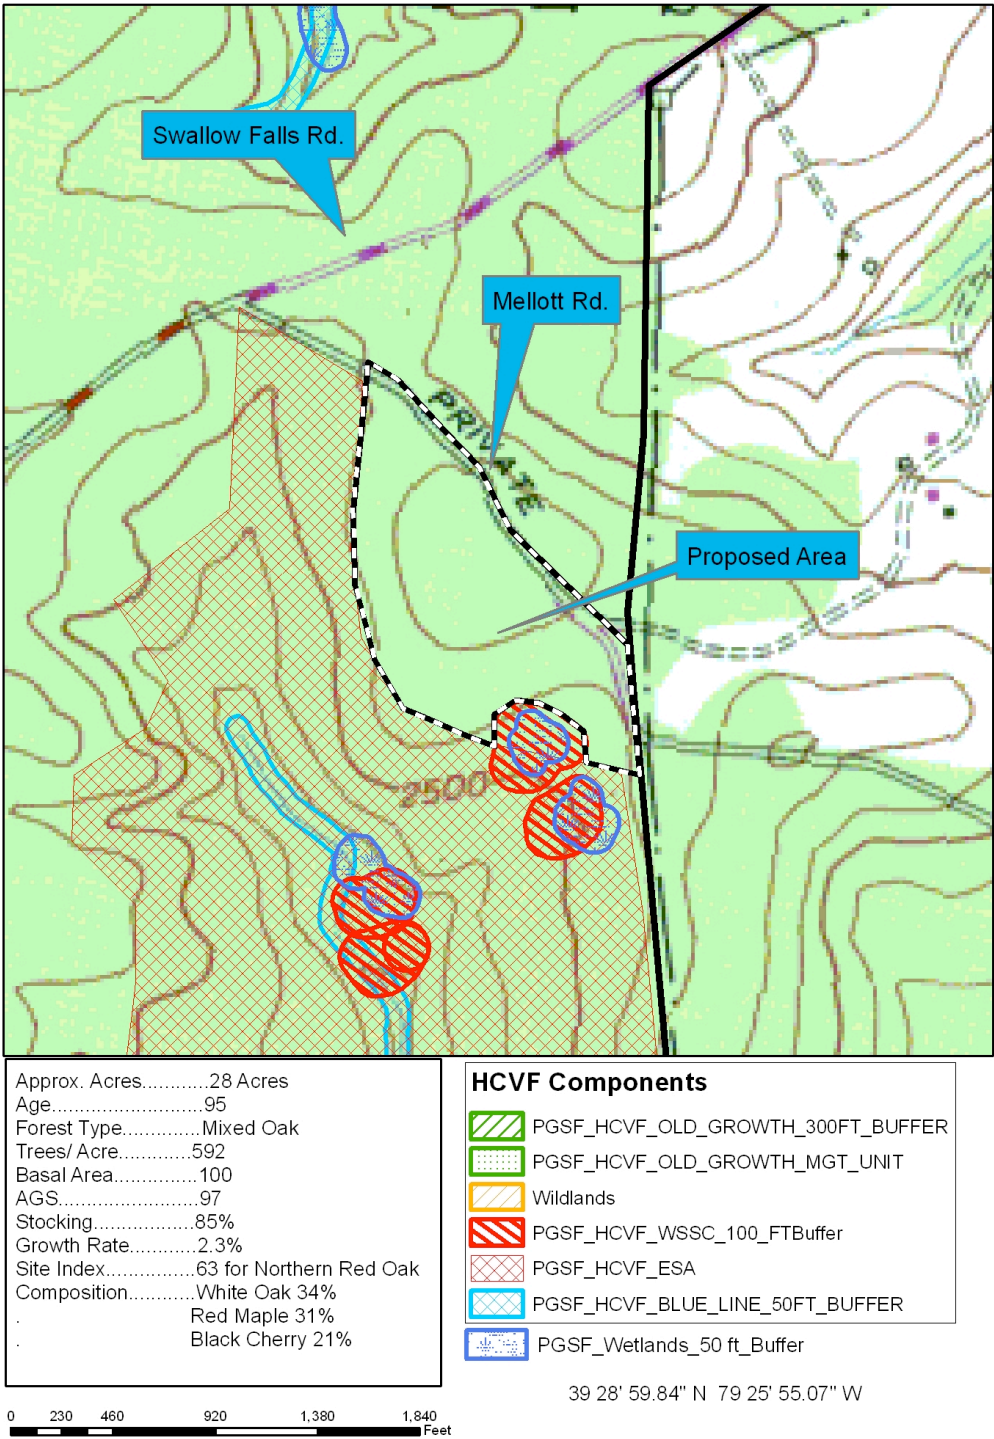 Swallow Falls Rd.
Mellott Rd.
PRIVATE
Proposed Area
2500
Approx. Acres............28 Acres
Age...........................95
Forest Type.............Mixed Oak
Trees/ Acre.............592
Basal Area..............100
AGS.........................97
Stocking..................85%
Growth Rate...........2.3%
Site Index................63 for Northern Red Oak
Composition...........White Oak 34%
. Red Maple 31%
. Black Cherry 21%
HCVF Components
PGSF_HCVF_OLD_GROWTH_300FT_BUFFER
PGSF_HCVF_OLD_GROWTH_MGT_UNIT
Wildlands
PGSF_HCVF_WSSC_100_FTBuffer
PGSF_HCVF_ESA
PGSF_HCVF_BLUE_LINE_50FT_BUFFER
PGSF_Wetlands_50 ft_Buffer
39 28' 59.84" N 79 25' 55.07" W
0 230 460 920 1,380 1,840
Feet